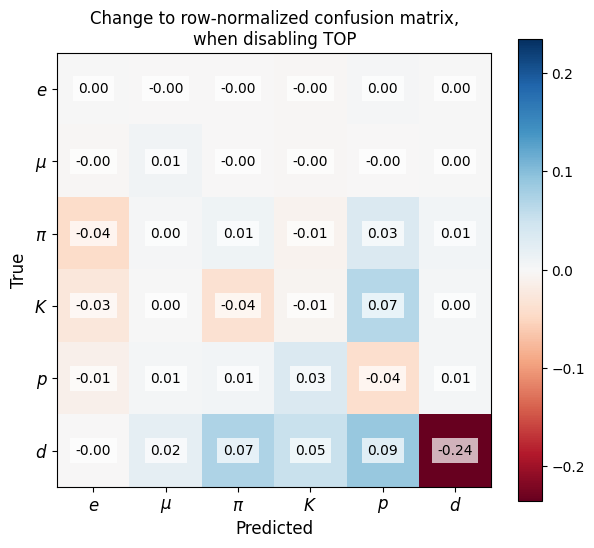 Change to row-normalized confusion matrix,
when disabling TOP
e 0.00 -0.00 -0.00 -0.00 0.00 0.00
μ -0.00 0.01 -0.00 -0.00 -0.00 0.00
π -0.04 0.00 0.01 -0.01 0.03 0.01
K -0.03 0.00 -0.04 -0.01 0.07 0.00
p -0.01 0.01 0.01 0.03 -0.04 0.01
d -0.00 0.02 0.07 0.05 0.09 -0.24
e μ π K p d
Predicted
True
0.2
0.1
0.0
−0.1
−0.2